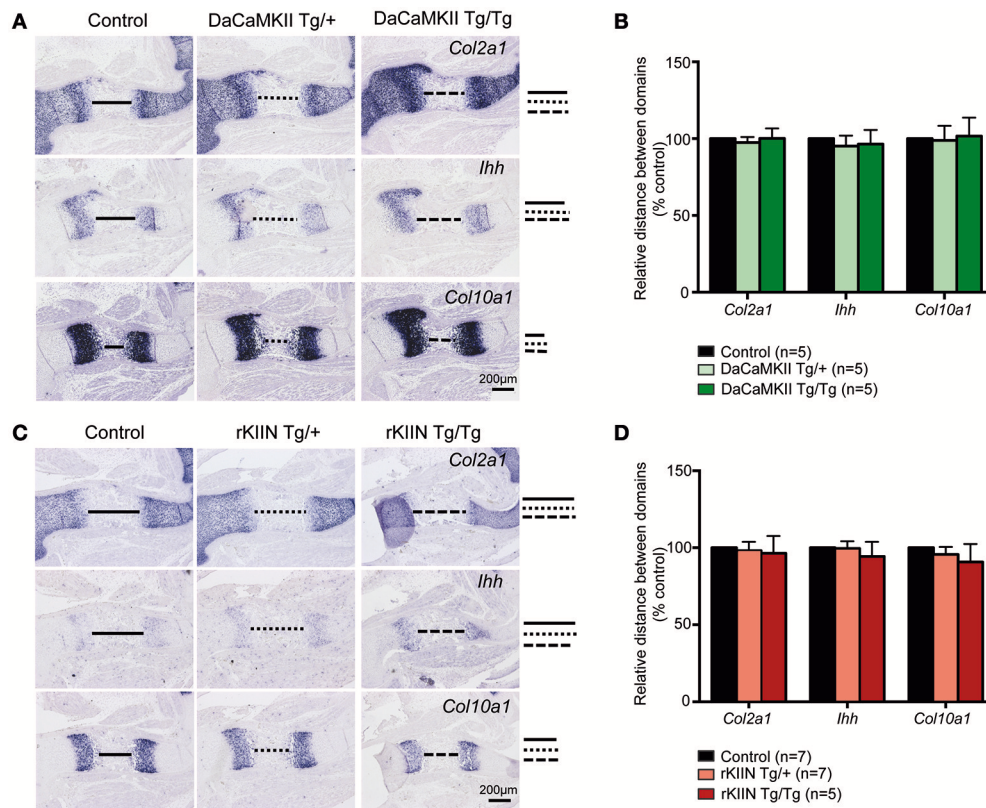 A
Control
DaCaMKII Tg/+
DaCaMKII Tg/Tg
Col2a1
Ihh
Col10a1
200µm
B
Relative distance between domains
(% control)
150
100
50
0
Col2a1
Ihh
Col10a1
Control (n=5)
DaCaMKII Tg/+ (n=5)
DaCaMKII Tg/Tg (n=5)
C
Control
rKIIN Tg/+
rKIIN Tg/Tg
Col2a1
Ihh
Col10a1
200µm
D
Relative distance between domains
(% control)
150
100
50
0
Col2a1
Ihh
Col10a1
Control (n=7)
rKIIN Tg/+ (n=7)
rKIIN Tg/Tg (n=5)